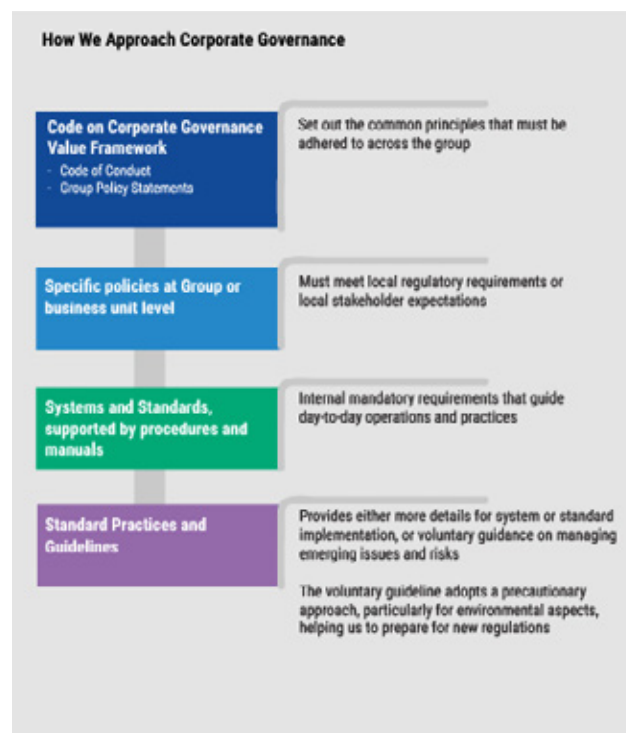 How We Approach Corporate Governance
Code on Corporate Governance
Value Framework
- Code of Conduct
- Group Policy Statements
Set out the common principles that must be
adhered to across the group
Specific policies at Group or
business unit level
Must meet local regulatory requirements or
local stakeholder expectations
Systems and Standards,
supported by procedures and
manuals
Internal mandatory requirements that guide
day-to-day operations and practices
Standard Practices and
Guidelines
Provides either more details for system or standard
implementation, or voluntary guidance on managing
emerging issues and risks
The voluntary guideline adopts a precautionary
approach, particularly for environmental aspects,
helping us to prepare for new regulations